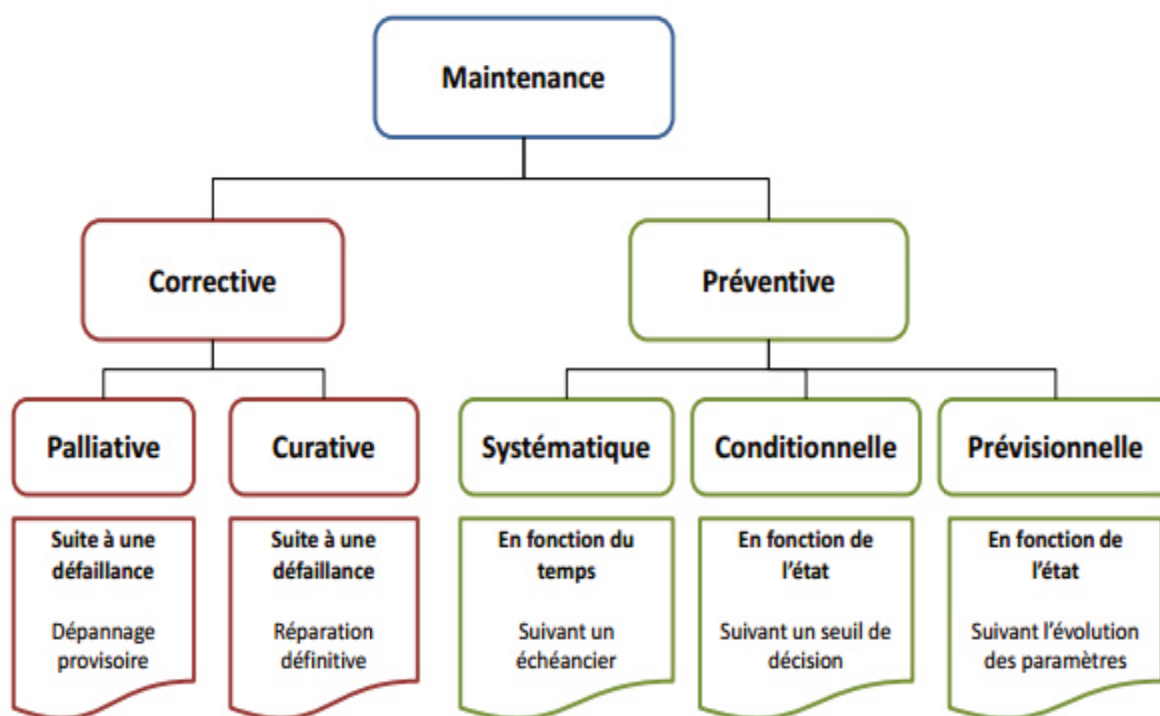 Maintenance
Corrective
Préventive
Palliative
Curative
Systématique
Conditionnelle
Prévisionnelle
Suite à une
défaillance
Dépannage
provisoire
Suite à une
défaillance
Réparation
définitive
En fonction du
temps
Suivant un
échéancier
En fonction de
l'état
Suivant un seuil de
décision
En fonction de
l'état
Suivant l'évolution
des paramètres